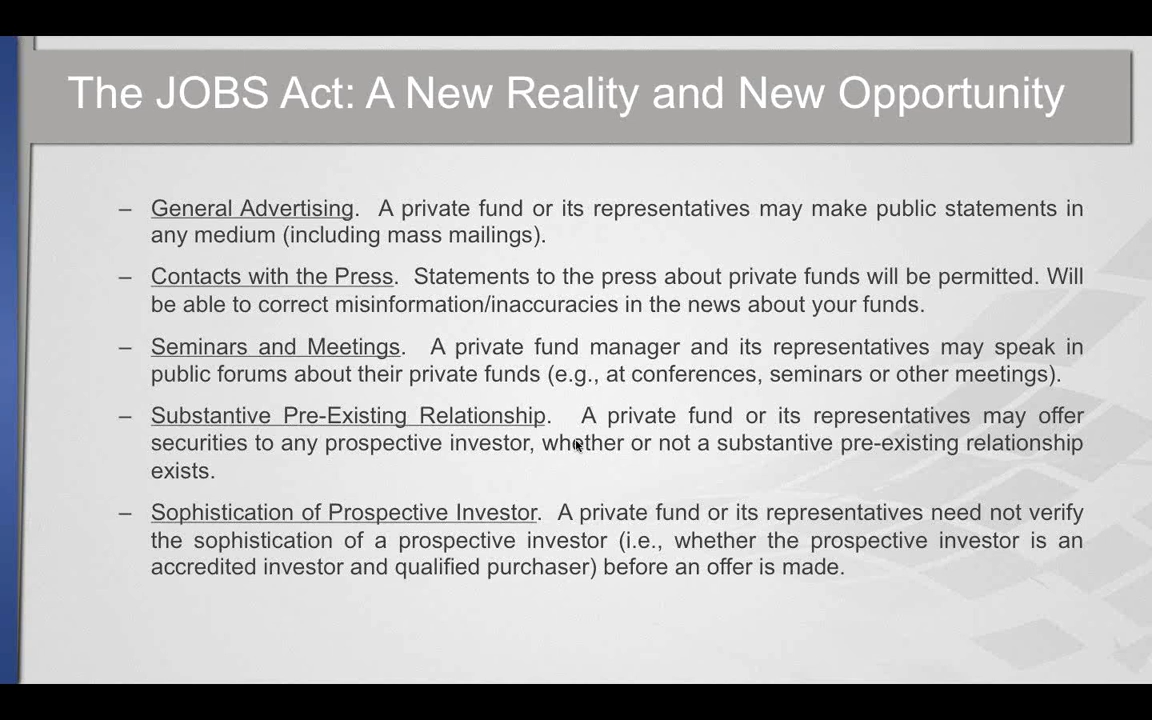 The JOBS Act: A New Reality and New Opportunity
– General Advertising. A private fund or its representatives may make public statements in
any medium (including mass mailings).
– Contacts with the Press. Statements to the press about private funds will be permitted. Will
be able to correct misinformation/inaccuracies in the news about your funds.
– Seminars and Meetings. A private fund manager and its representatives may speak in
public forums about their private funds (e.g., at conferences, seminars or other meetings).
– Substantive Pre-Existing Relationship. A private fund or its representatives may offer
securities to any prospective investor, whether or not a substantive pre-existing relationship
exists.
– Sophistication of Prospective Investor. A private fund or its representatives need not verify
the sophistication of a prospective investor (i.e., whether the prospective investor is an
accredited investor and qualified purchaser) before an offer is made.